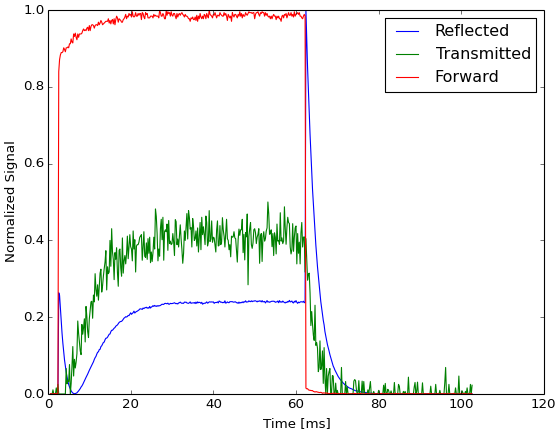 1.0
0.8
0.6
0.4
0.2
0.0
Normalized Signal
Reflected
Transmitted
Forward
0 20 40 60 80 100 120
Time [ms]